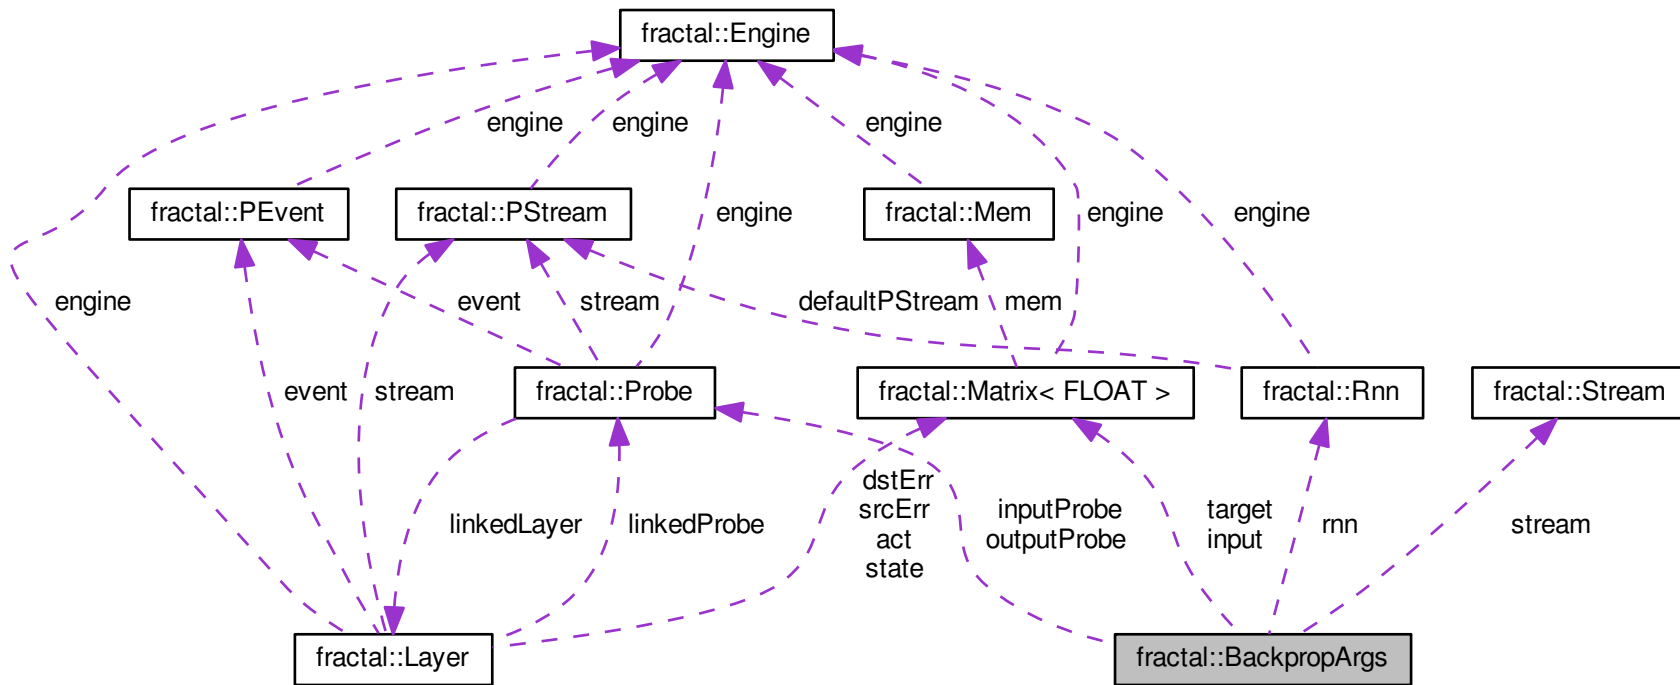 fractal::Engine
engine
engine
engine
fractal::PEvent
fractal::PStream
engine
fractal::Mem
engine
engine
engine
event
stream
defaultPStream
mem
event
stream
fractal::Probe
fractal::Matrix< FLOAT >
fractal::Rnn
fractal::Stream
linkedLayer
linkedProbe
dstErr
srcErr
act
state
inputProbe
outputProbe
target
input
rnn
stream
fractal::Layer
fractal::BackpropArgs